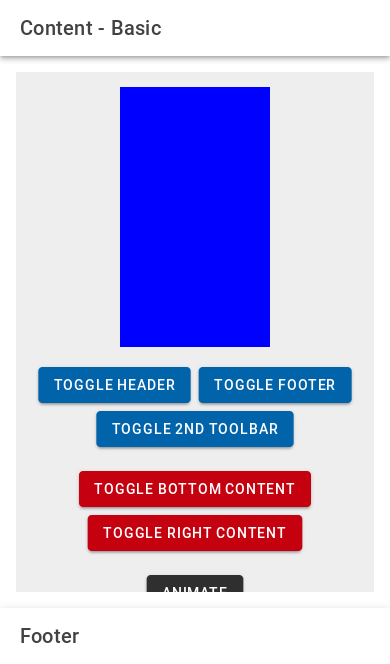 Content - Basic
TOGGLE HEADER TOGGLE FOOTER
TOGGLE 2ND TOOLBAR
TOGGLE BOTTOM CONTENT
TOGGLE RIGHT CONTENT
ANIMATE
Footer